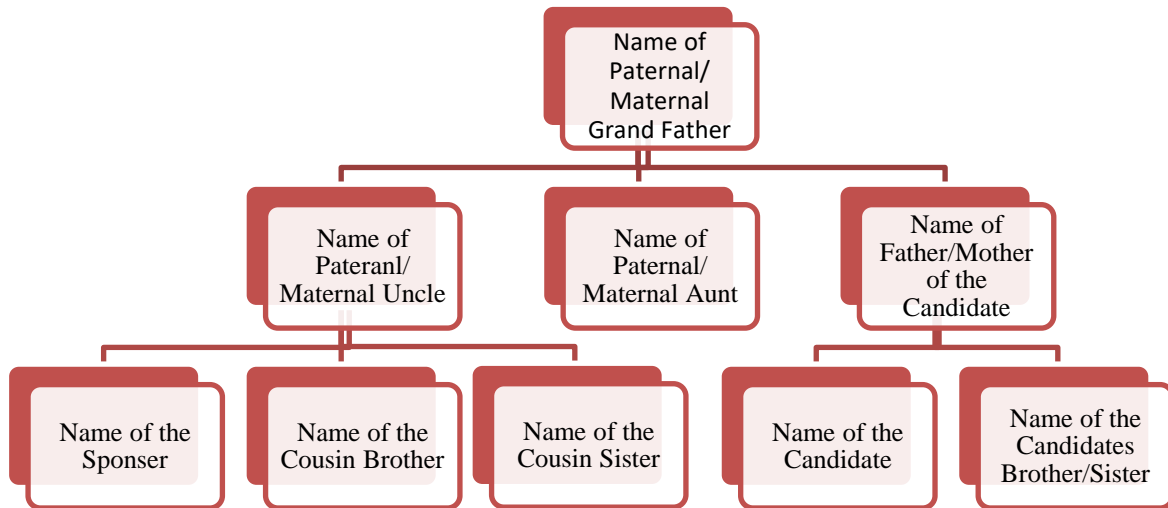 Name of
Paternal/
Maternal
Grand Father
Name of
Pateranl/
Maternal Uncle
Name of
Paternal/
Maternal Aunt
Name of
Father/Mother
of the
Candidate
Name of the
Sponser
Name of the
Cousin Brother
Name of the
Cousin Sister
Name of the
Candidate
Name of the
Candidates
Brother/Sister